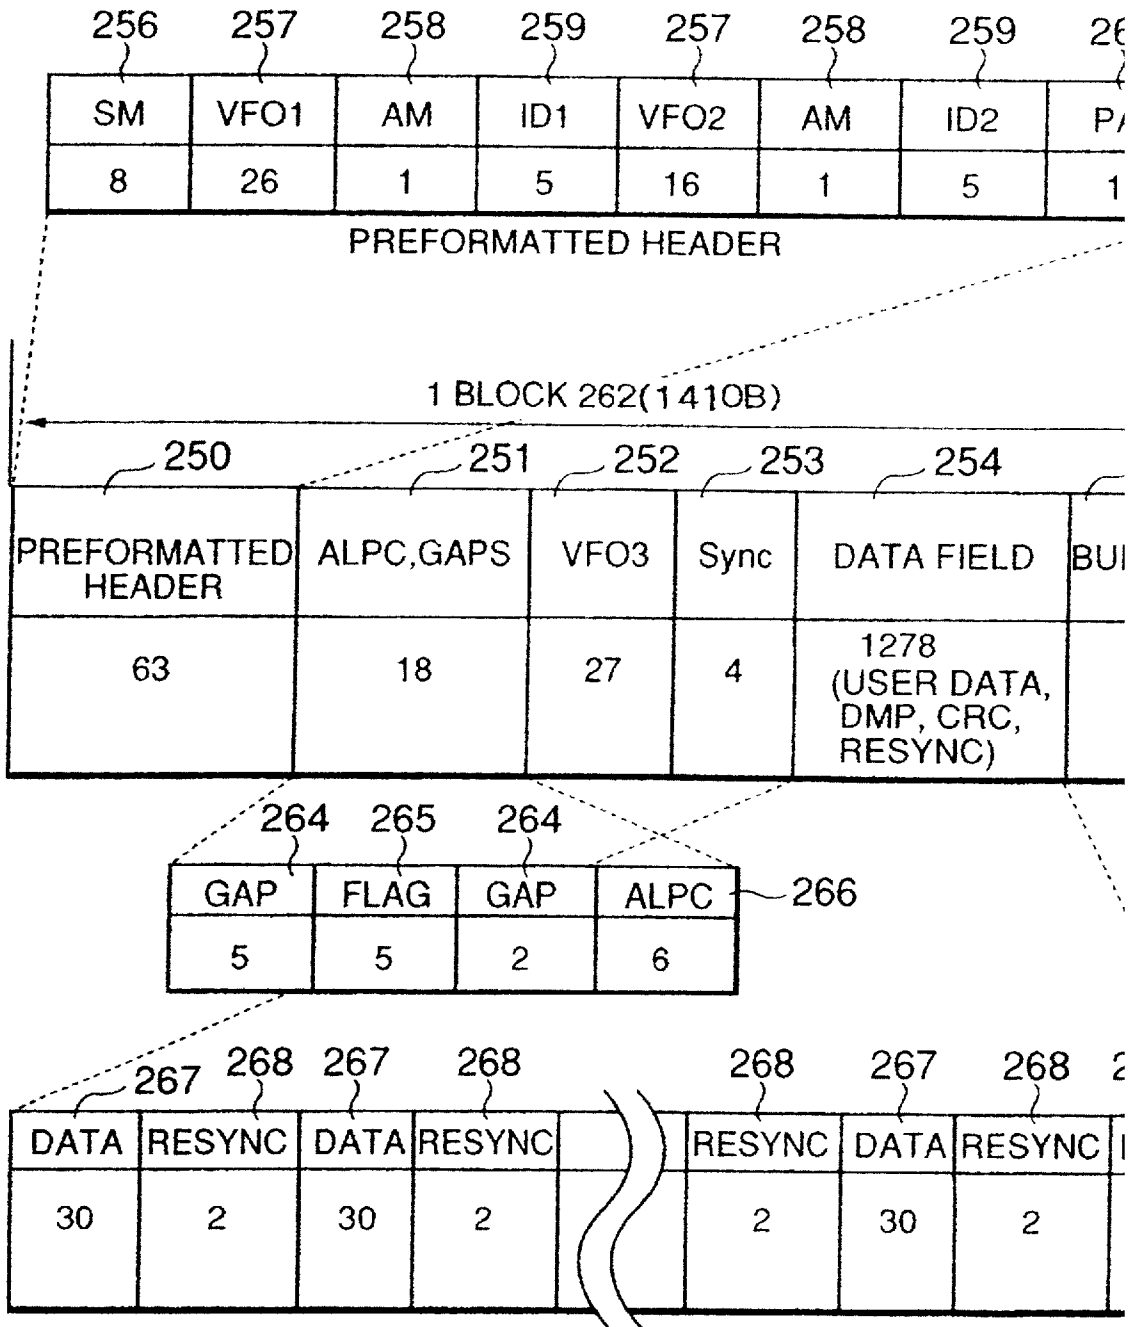 256 257 258 259 257 258 259
SM VFO1 AM ID1 VFO2 AM ID2
8 26 1 5 16 1 5 1
PREFORMATTED HEADER
1 BLOCK 262(1410B)
250 251 252 253 254
PREFORMATTED HEADER ALPC,GAPS VFO3 Sync DATA FIELD
63 18 27 4 1278
(USER DATA,
DMP, CRC,
RESYNC)
264 265 264
GAP FLAG GAP ALPC 266
5 5 2 6
267 268 267 268 268 267 268
DATA RESYNC DATA RESYNC RESYNC DATA RESYNC
30 2 30 2 2 30 2